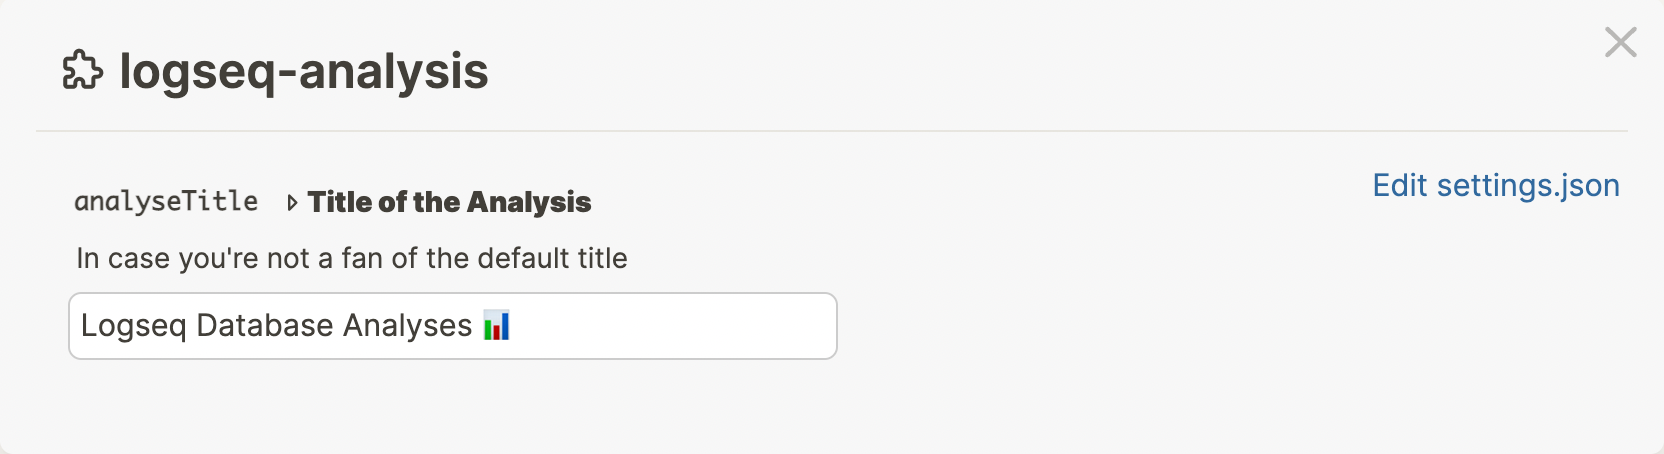 logseq-analysis
Edit settings.json
analyseTitle ▹ Title of the Analysis
In case you're not a fan of the default title
Logseq Database Analyses 📊